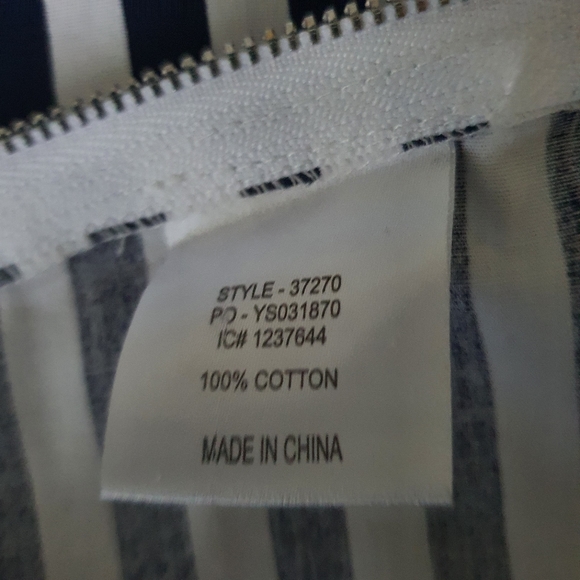 STYLE - 37270
PO - YS031870
IC# 1237644
100% COTTON
MADE IN CHINA